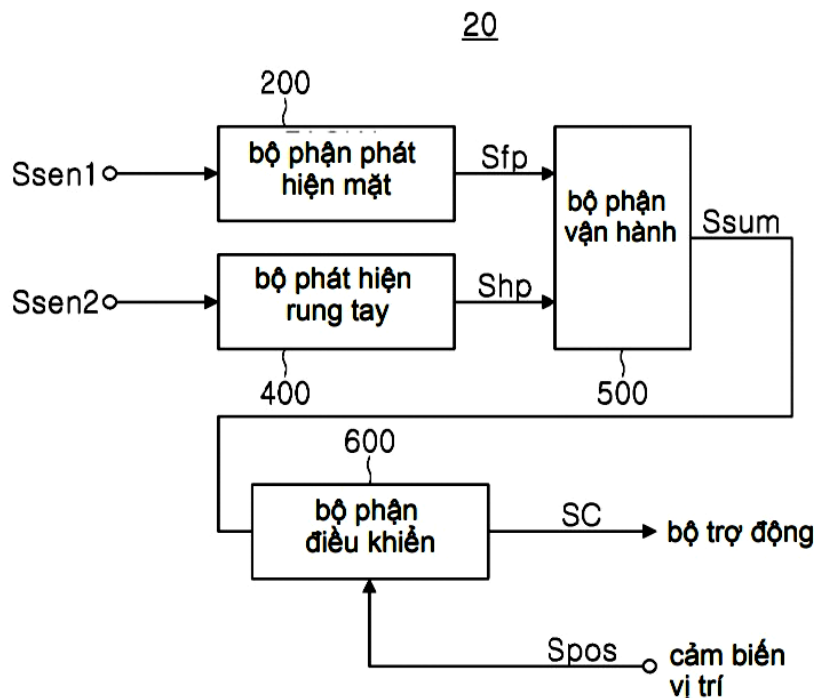 20
200
bộ phận phát
hiện mặt
Ssen1
Sfp
bộ phận
vận hành
Ssum
Ssen2
bộ phát hiện
rung tay
Shp
400
500
600
bộ phận
điều khiển
SC
bộ trợ động
Spos
cảm biến
vị trí